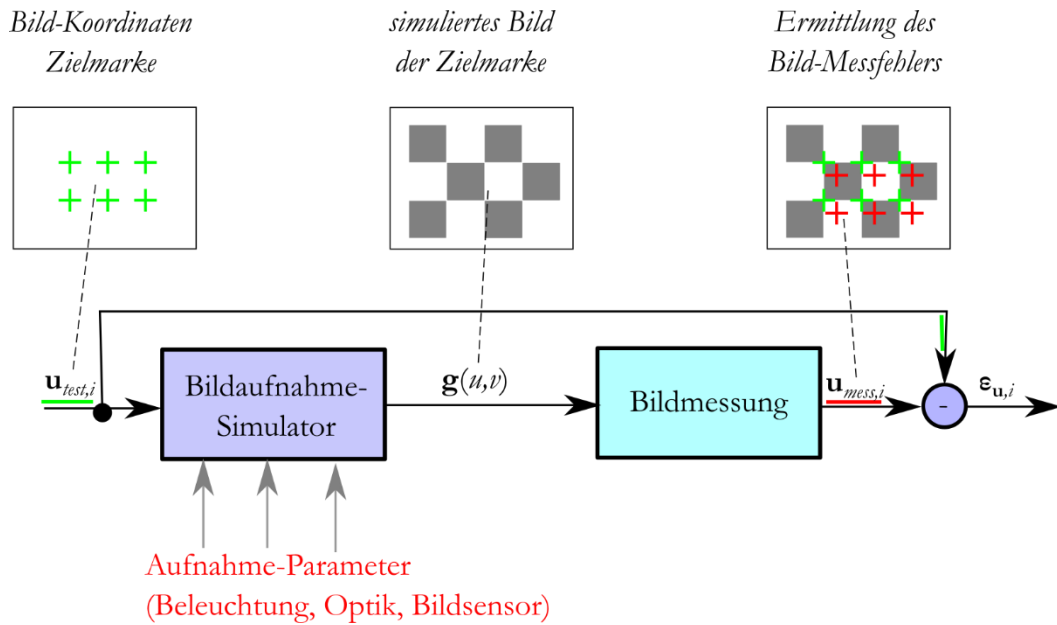 Bild-Koordinaten
Zielmarke
simuliertes Bild
der Zielmarke
Ermittlung des
Bild-Messfehlers
u_test,i
Bildaufnahme-
Simulator
g(u,v)
Bildmessung
u_mess,i
-
ε_u,i
Aufnahme-Parameter
(Beleuchtung, Optik, Bildsensor)